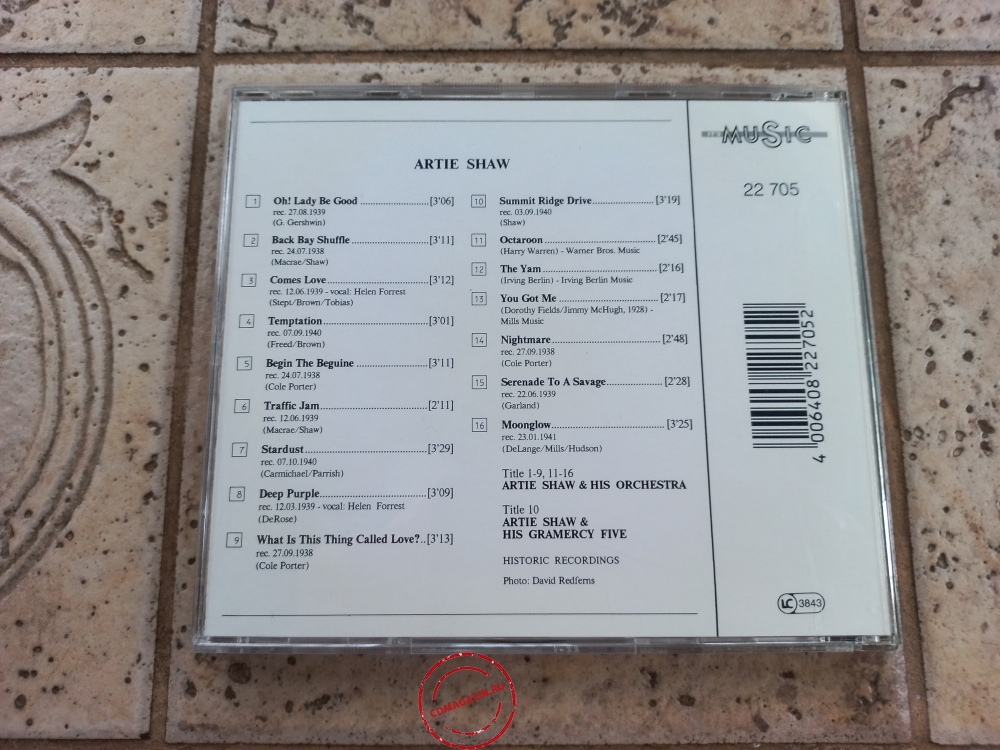 ARTIE SHAW
1 Oh! Lady Be Good ....................[3'06]
rec. 27.08.1939
(G. Gershwin)
2 Back Bay Shuffle ....................[3'11]
rec. 24.07.1938
(Macrae/Shaw)
3 Comes Love ....................[3'12]
rec. 12.06.1939 - vocal: Helen Forrest
(Stept/Brown/Tobias)
4 Temptation ....................[3'01]
rec. 07.09.1940
(Freed/Brown)
5 Begin The Beguine ....................[3'11]
rec. 24.07.1938
(Cole Porter)
6 Traffic Jam ....................[2'11]
rec. 12.06.1939
(Macrae/Shaw)
7 Stardust ....................[3'29]
rec. 07.10.1940
(Carmichael/Parrish)
8 Deep Purple ....................[3'09]
rec. 12.03.1939 - vocal: Helen Forrest
(DeRose)
9 What Is This Thing Called Love?..[3'13]
rec. 27.09.1938
(Cole Porter)
10 Summit Ridge Drive ....................[3'19]
rec. 03.09.1940
(Shaw)
11 Octaroon ....................[2'45]
(Harry Warren) - Warner Bros. Music
12 The Yam ....................[2'16]
(Irving Berlin) - Irving Berlin Music
13 You Got Me ....................[2'17]
(Dorothy Fields/Jimmy McHugh, 1928) -
Mills Music
14 Nightmare ....................[2'48]
rec. 27.09.1938
(Cole Porter)
15 Serenade To A Savage ....................[2'28]
rec. 22.06.1939
(Garland)
16 Moonglow ....................[3'25]
rec. 23.01.1941
(DeLange/Mills/Hudson)
Title 1-9, 11-16
ARTIE SHAW & HIS ORCHESTRA
Title 10
ARTIE SHAW &
HIS GRAMERCY FIVE
HISTORIC RECORDINGS
Photo: David Redferns
IT'S MUSIC
22 705
4 006408 227052
LC 3843
CDMAGAZIN.RU